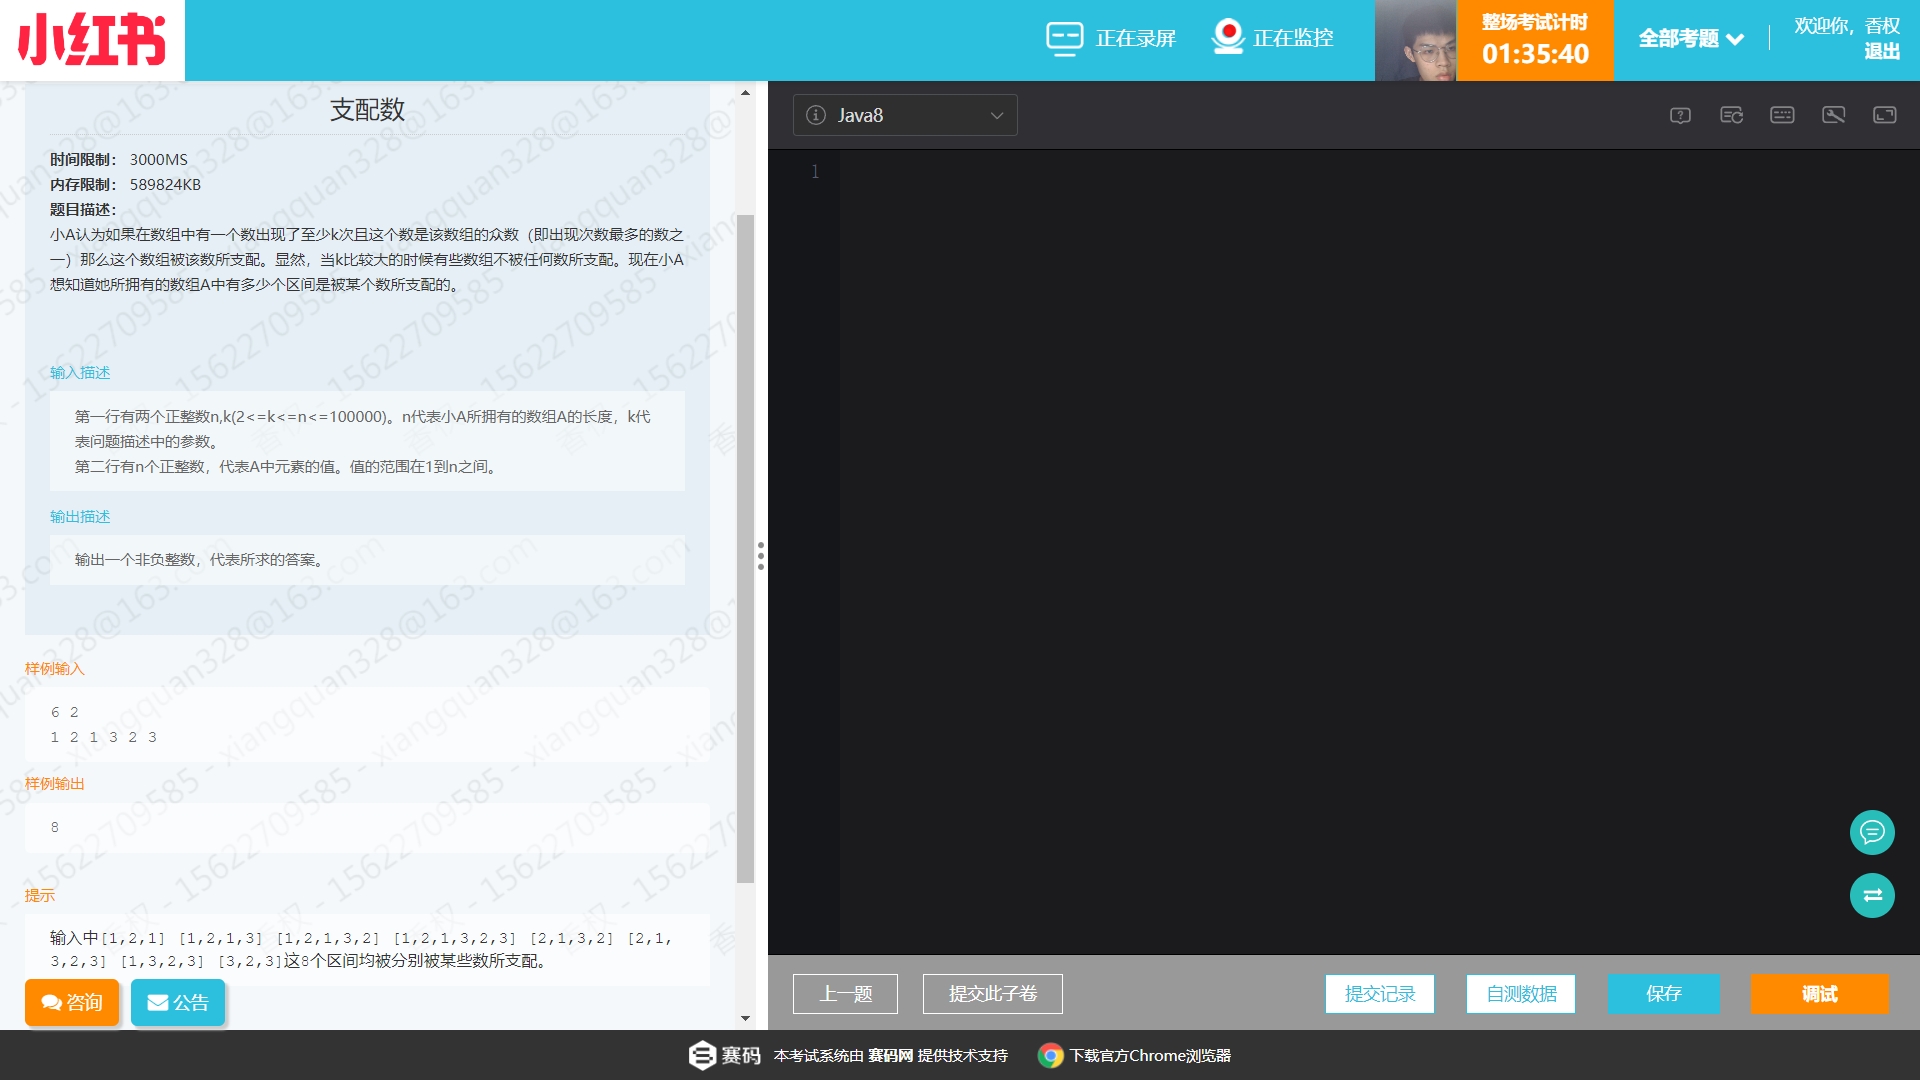 小红书
正在录屏
正在监控
整场考试计时
01:35:40
全部考题
欢迎你，香权
退出
支配数
时间限制： 3000MS
内存限制： 589824KB
题目描述：
小A认为如果在数组中有一个数出现了至少k次且这个数是该数组的众数（即出现次数最多的数之
一）那么这个数组被该数所支配。显然，当k比较大的时候有些数组不被任何数所支配。现在小A
想知道她所拥有的数组A中有多少个区间是被某个数所支配的。
输入描述
第一行有两个正整数n,k(2<=k<=n<=100000)。n代表小A所拥有的数组A的长度，k代
表问题描述中的参数。
第二行有n个正整数，代表A中元素的值。值的范围在1到n之间。
输出描述
输出一个非负整数，代表所求的答案。
样例输入
6 2
1 2 1 3 2 3
样例输出
8
提示
输入中[1,2,1] [1,2,1,3] [1,2,1,3,2] [1,2,1,3,2,3] [2,1,3,2] [2,1,
3,2,3] [1,3,2,3] [3,2,3]这8个区间均被分别被某些数所支配。
咨询
公告
Java8
1
上一题
提交此子卷
提交记录
自测数据
保存
调试
赛码
本考试系统由 赛码网 提供技术支持
下载官方Chrome浏览器
香权 - 15622709585 - xiangquan328@163.com